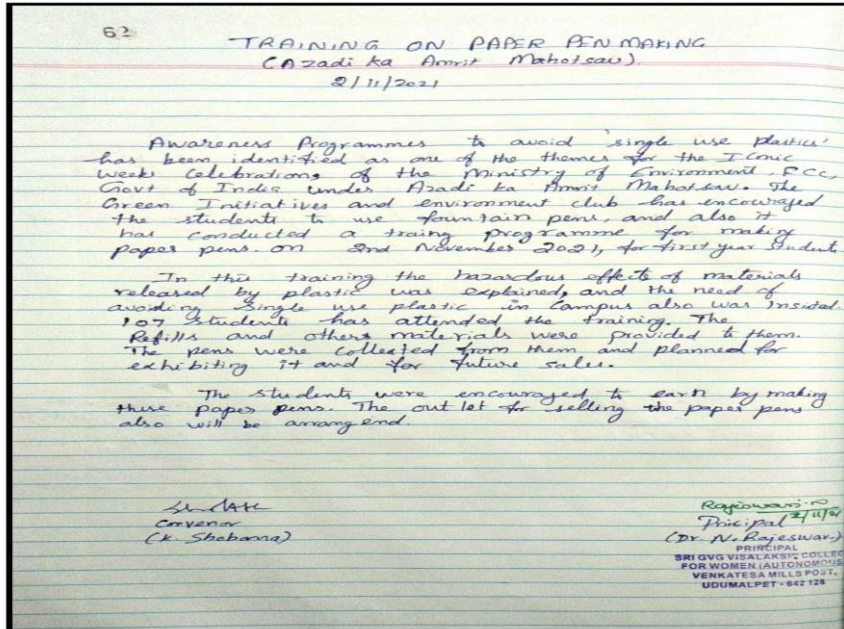 62
TRAINING ON PAPER PEN MAKING
(Azadi ka Amrit Mahotsav)
2/11/2021
Awareness Programmes to avoid 'single use plastics'
has been identified as one of the themes for the Iconic
week celebrations of the Ministry of Environment, FCC,
Govt of India under Azadi ka Amrit Mahotsav. The
Green Initiatives and environment club has encouraged
the students to use fountain pens, and also it
has conducted a traing programme for making
paper pens. on 2nd November 2021, for first year students
In this training the hazardous effects of materials
released by plastic was explained, and the need of
avoiding single use plastic in campus also was insisted.
107 students has attended the training. The
Refills and others materials were provided to them.
The pens were collected from them and planned for
exhibiting it and for future sales.
The students were encouraged to earn by making
these paper pens. The out let for selling the paper pens
also will be arrangend.
Convenor
(K. Shobana)
Rajeswari.N
2/11/21
Principal
(Dr. N. Rajeswari)
PRINCIPAL
SRI GVG VISALAKSHI COLLEG
FOR WOMEN (AUTONOMOUS
VENKATESA MILLS POST,
UDUMALPET - 642 128